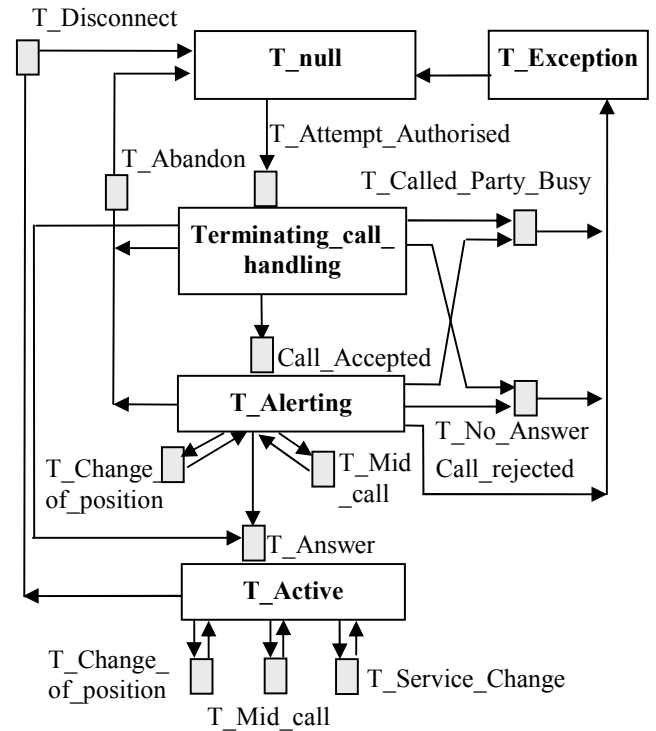 T_Disconnect
T_null
T_Exception
T_Attempt_Authorised
T_Abandon
T_Called_Party_Busy
Terminating_call_
handling
Call_Accepted
T_Alerting
T_No_Answer
T_Change_
of_position
T_Mid
_call
Call_rejected
T_Answer
T_Active
T_Change_
of_position
T_Service_Change
T_Mid_call